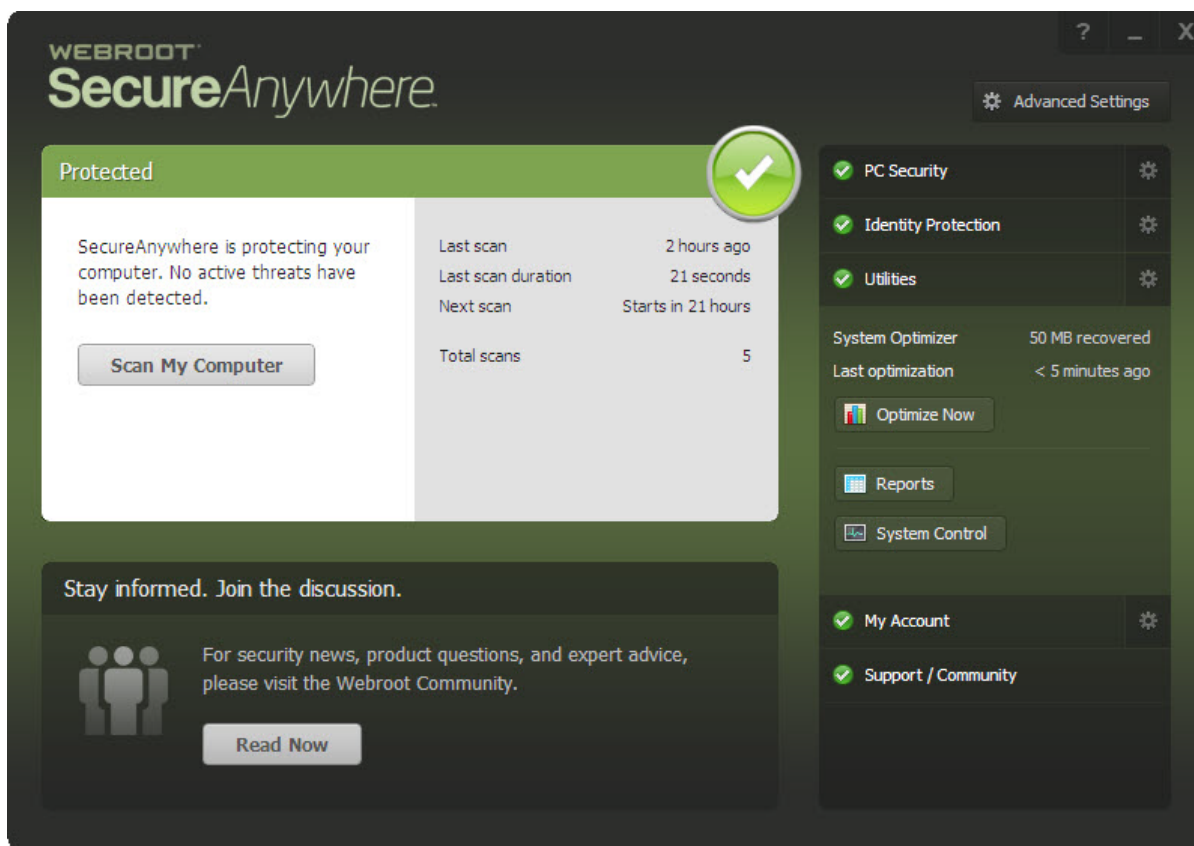 ? _ X
WEBROOT
SecureAnywhere™
Advanced Settings
Protected
SecureAnywhere is protecting your
computer. No active threats have
been detected.
Scan My Computer
Last scan 2 hours ago
Last scan duration 21 seconds
Next scan Starts in 21 hours
Total scans 5
Stay informed. Join the discussion.
For security news, product questions, and expert advice,
please visit the Webroot Community.
Read Now
PC Security
Identity Protection
Utilities
System Optimizer 50 MB recovered
Last optimization < 5 minutes ago
Optimize Now
Reports
System Control
My Account
Support / Community